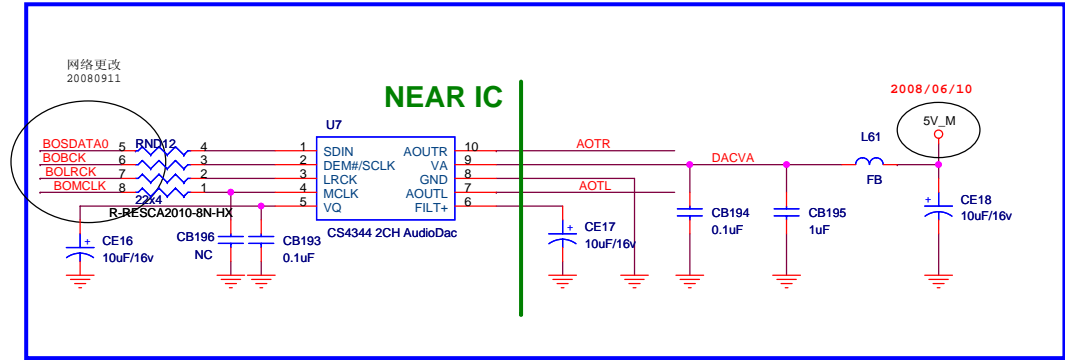 网络更改
20080911
NEAR IC
2008/06/10
5V_M
U7
L61
FB
BOSDATA0 5 RND12 4 1 SDIN AOUTR 10 AOTR
BOBCK 6 3 2 DEM#/SCLK VA 9 DACVA
BOLRCK 7 2 3 LRCK GND 8
BOMCLK 8 1 4 MCLK AOUTL 7 AOTL
22X4
5 VQ FILT+ 6
R-RESCA2010-8N-HX
CS4344 2CH AudioDac
CE16
10uF/16v
CB196
NC
CB193
0.1uF
CE17
10uF/16v
CB194
0.1uF
CB195
1uF
CE18
10uF/16v
+
+
+